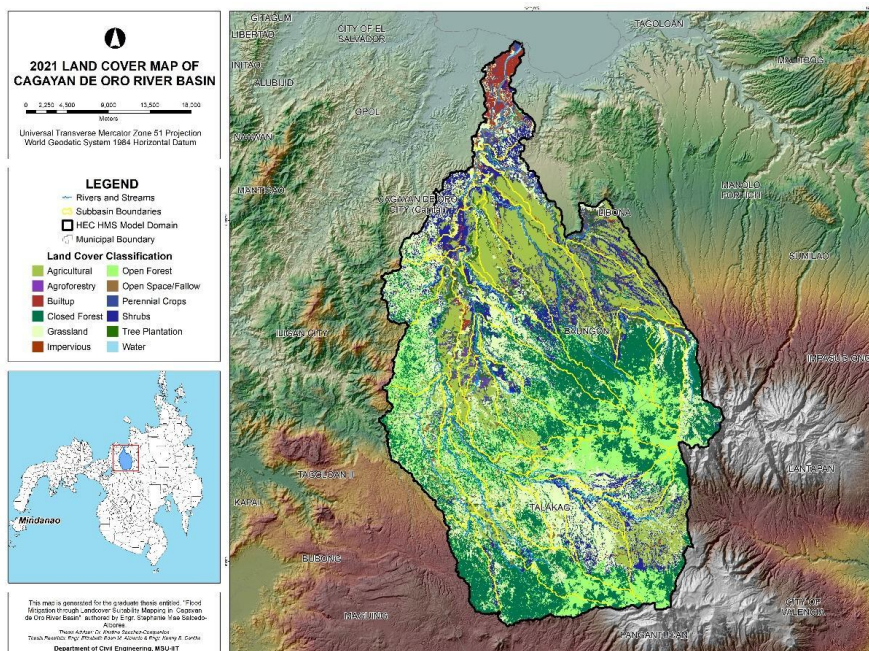 2021 LAND COVER MAP OF
CAGAYAN DE ORO RIVER BASIN
0 2,250 4,500 9,000 13,500 18,000
Meters
Universal Transverse Mercator Zone 51 Projection
World Geodetic System 1984 Horizontal Datum
LEGEND
Rivers and Streams
Subbasin Boundaries
HEC HMS Model Domain
Municipal Boundary
Land Cover Classification
Agricultural
Agroforestry
Builtup
Closed Forest
Grassland
Impervious
Open Forest
Open Space/Fallow
Perennial Crops
Shrubs
Tree Plantation
Water
Mindanao
This map is generated for the graduate thesis entitled, "Flood
Mitigation through Landcover Suitability Mapping in Cagayan
de Oro River Basin" authored by Engr. Stephanie Mae Salcedo-
Albores
Department of Civil Engineering, MSU-IIT
GITAGUM
LIBERTAD
CITY OF EL
SALVADOR
TAGOLOAN
INITAO
ALUBIJID
MALITBOG
OPOL
NAAWAN
MANTICAO
MANOLO
FORTICH
CAGAYAN DE ORO
LIBONA
SUMILAO
ILIGAN CITY
BAUNGON
TAGOLOAN II
LANTAPAN
KAPAI
TALAKAG
BUBONG
MAGUING
CITY OF
VALENCIA
PANGANTUCAN